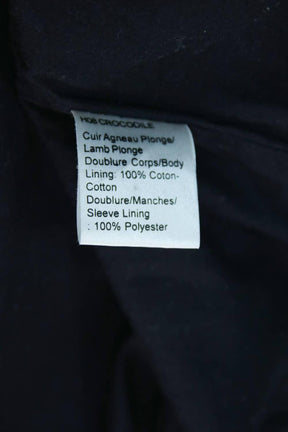 H08 CROCODILE
Cuir Agneau Plonge/
Lamb Plonge
Doublure Corps/Body
Lining: 100% Coton-
Cotton
Doublure/Manches/
Sleeve Lining
: 100% Polyester